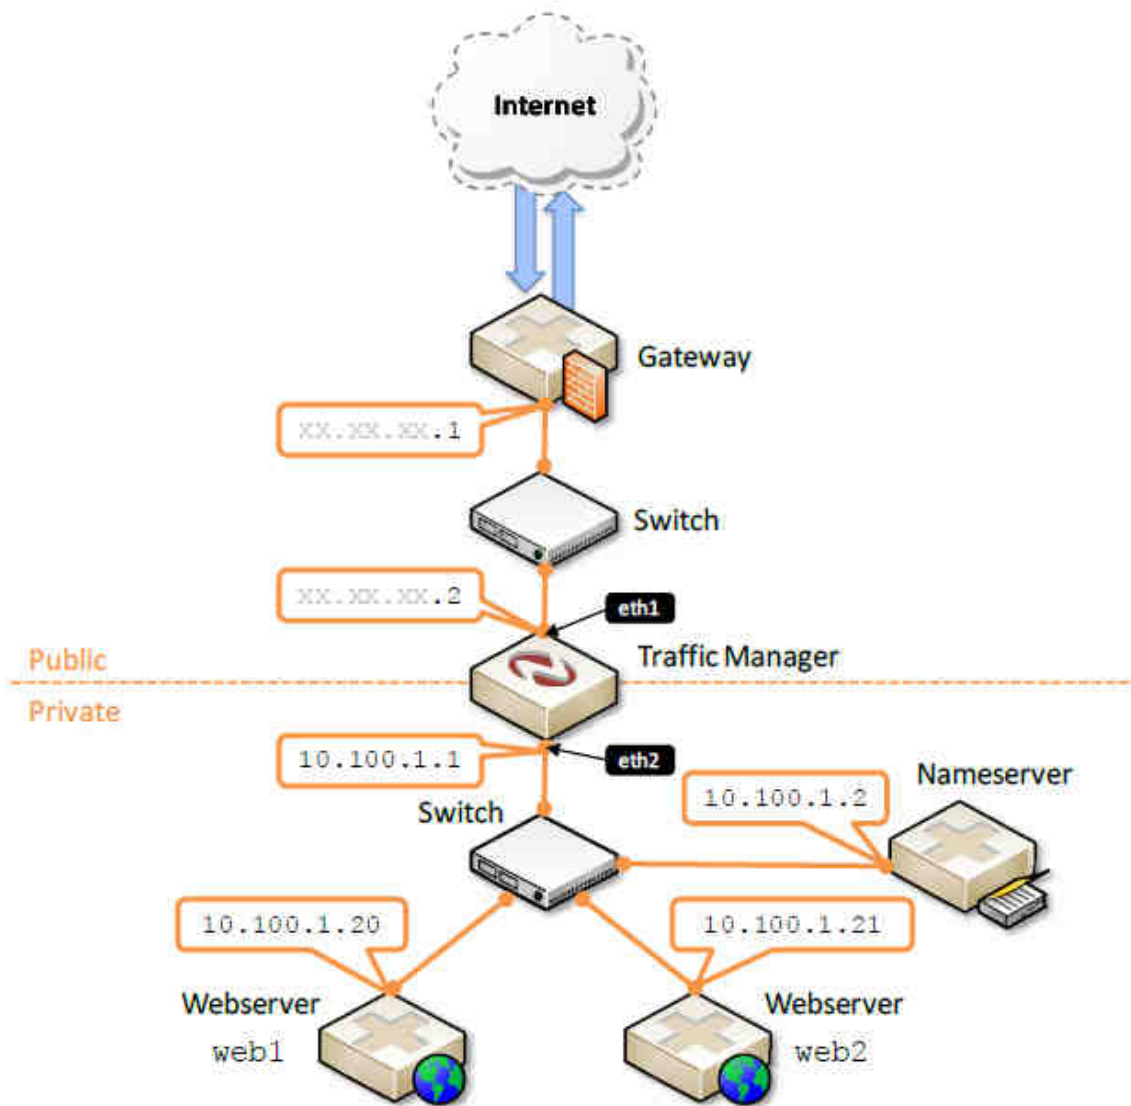 Internet
Gateway
xx.xx.xx.1
Switch
xx.xx.xx.2
eth1
Public
Traffic Manager
Private
10.100.1.1
eth2
Nameserver
10.100.1.2
Switch
10.100.1.20
10.100.1.21
Webserver
web1
Webserver
web2